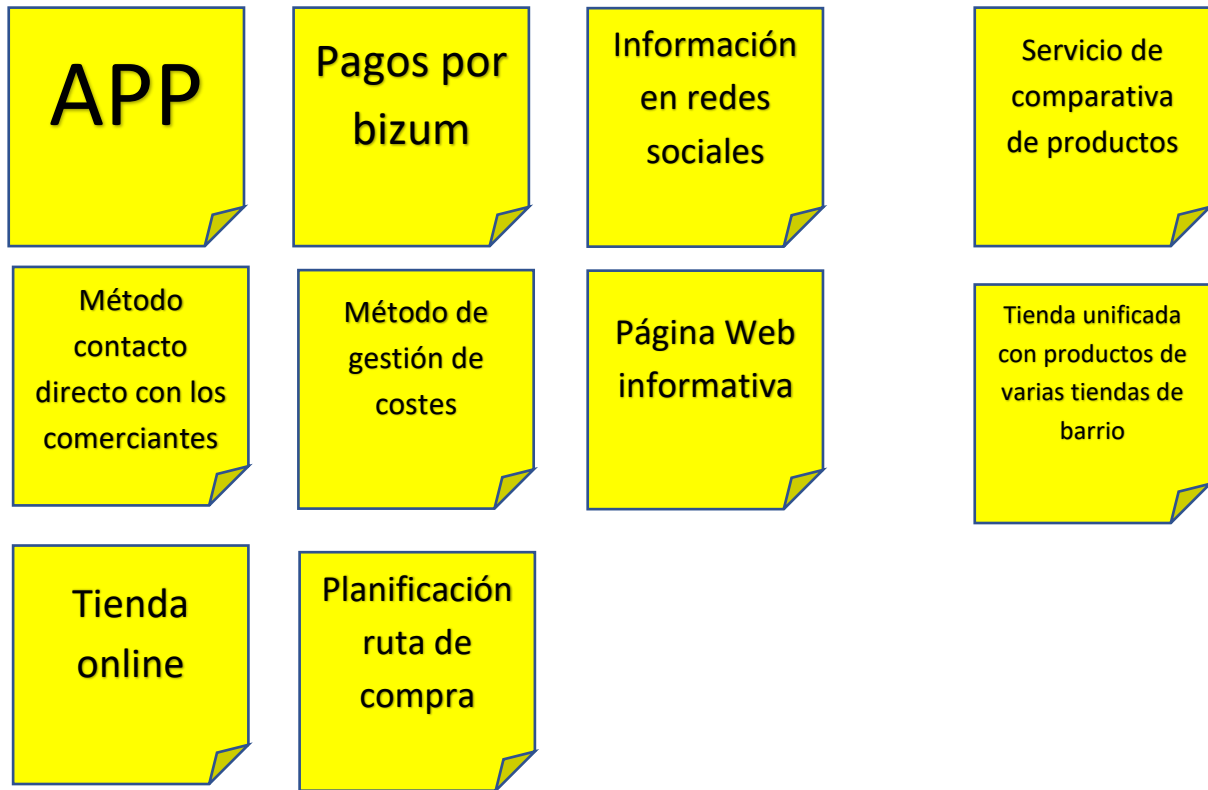 APP
Pagos por
bizum
Información
en redes
sociales
Servicio de
comparativa
de productos
Método
contacto
directo con los
comerciantes
Método de
gestión de
costes
Página Web
informativa
Tienda unificada
con productos de
varias tiendas de
barrio
Tienda
online
Planificación
ruta de
compra